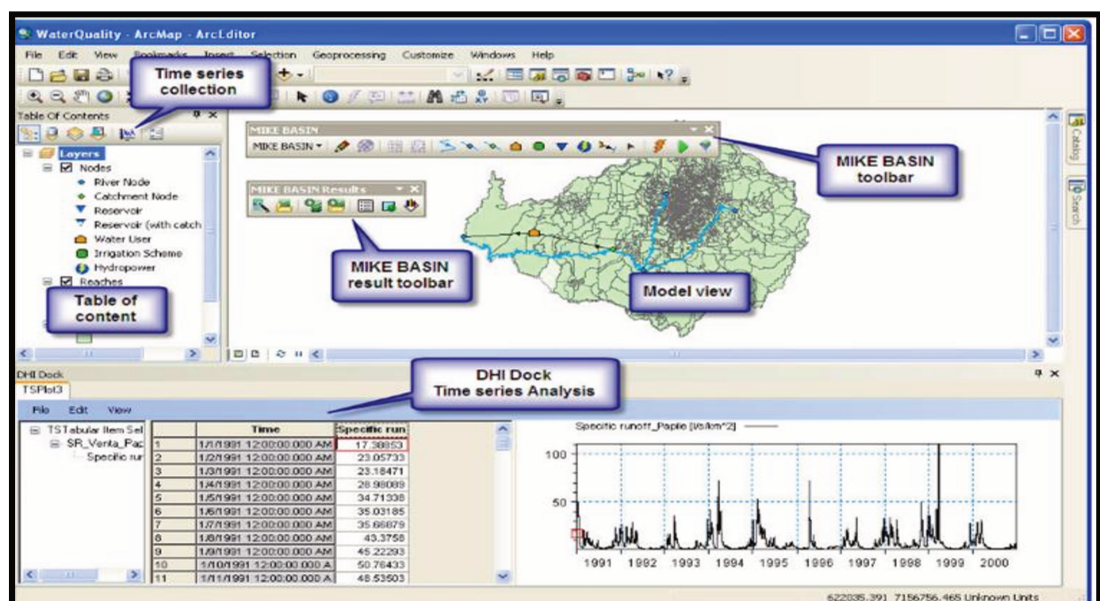 WaterQuality - ArcMap - ArcEditor
File Edit View Bookmarks Insert Selection Geoprocessing Customize Windows Help
Time series
collection
Table Of Contents
Layers
Nodes
River Node
Catchment Node
Reservoir
Reservoir (with catch
Water User
Irrigation Scheme
Hydropower
Reaches
Table of
content
MIKE BASIN
MIKE BASIN
MIKE BASIN
toolbar
MIKE BASIN Results
MIKE BASIN
result toolbar
Model view
Catalog
Search
DHI Dock
DHI Dock
Time series Analysis
TSPlot3
File Edit View
TSTabular Item Sel
SR_Venta_Pap
Specific rur
Time Specific run
1 1/1/1991 12:00:00.000 AM 17.38853
2 1/2/1991 12:00:00.000 AM 23.05733
3 1/3/1991 12:00:00.000 AM 23.18471
4 1/4/1991 12:00:00.000 AM 28.98089
5 1/5/1991 12:00:00.000 AM 34.71338
6 1/6/1991 12:00:00.000 AM 35.03185
7 1/7/1991 12:00:00.000 AM 35.66879
8 1/8/1991 12:00:00.000 AM 43.3758
9 1/9/1991 12:00:00.000 AM 45.22293
10 1/10/1991 12:00:00.000 A 50.76433
11 1/11/1991 12:00:00.000 A 48.53503
Specific runoff_Papile [l/s/km^2]
100
50
1991 1992 1993 1994 1995 1996 1997 1998 1999 2000
622035.391 7156756.465 Unknown Units